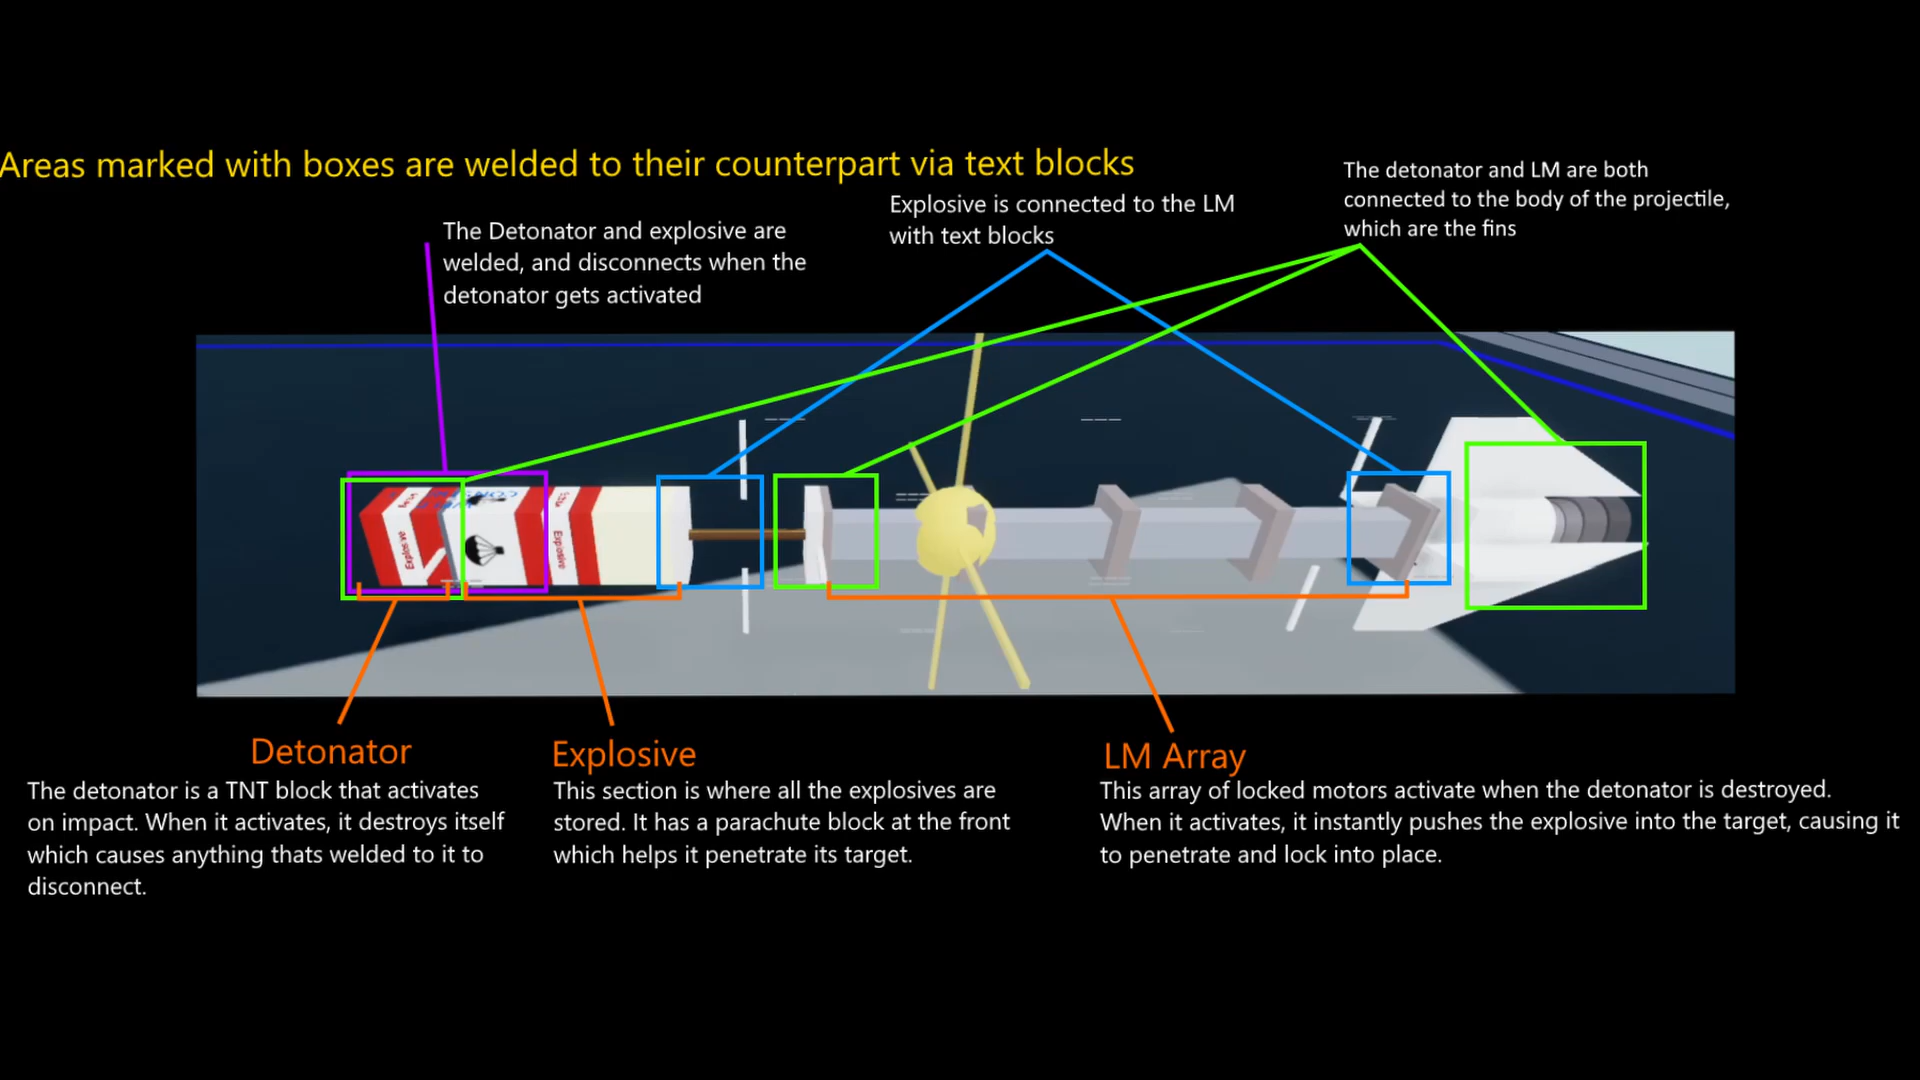 Areas marked with boxes are welded to their counterpart via text blocks
The Detonator and explosive are
welded, and disconnects when the
detonator gets activated
Explosive is connected to the LM
with text blocks
The detonator and LM are both
connected to the body of the projectile,
which are the fins
Explosive
Explosive
Detonator
The detonator is a TNT block that activates
on impact. When it activates, it destroys itself
which causes anything thats welded to it to
disconnect.
Explosive
This section is where all the explosives are
stored. It has a parachute block at the front
which helps it penetrate its target.
LM Array
This array of locked motors activate when the detonator is destroyed.
When it activates, it instantly pushes the explosive into the target, causing it
to penetrate and lock into place.